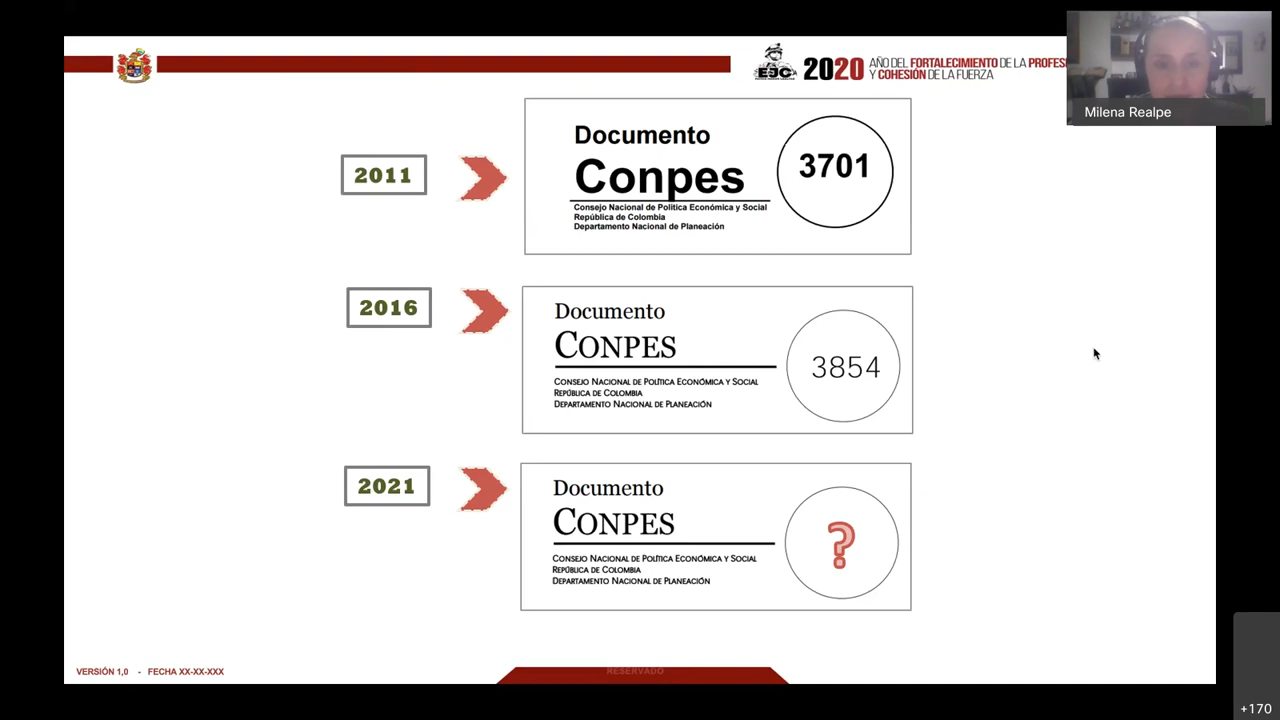 EJC
2020 AÑO DEL FORTALECIMIENTO DE LA PROFES
Y COHESIÓN DE LA FUERZA
Milena Realpe
2011
Documento
Conpes
3701
Consejo Nacional de Política Económica y Social
República de Colombia
Departamento Nacional de Planeación
2016
Documento
CONPES
3854
CONSEJO NACIONAL DE POLÍTICA ECONÓMICA Y SOCIAL
REPÚBLICA DE COLOMBIA
DEPARTAMENTO NACIONAL DE PLANEACIÓN
2021
Documento
CONPES
?
CONSEJO NACIONAL DE POLÍTICA ECONÓMICA Y SOCIAL
REPÚBLICA DE COLOMBIA
DEPARTAMENTO NACIONAL DE PLANEACIÓN
VERSIÓN 1,0 - FECHA XX-XX-XXX
RESERVADO
+170